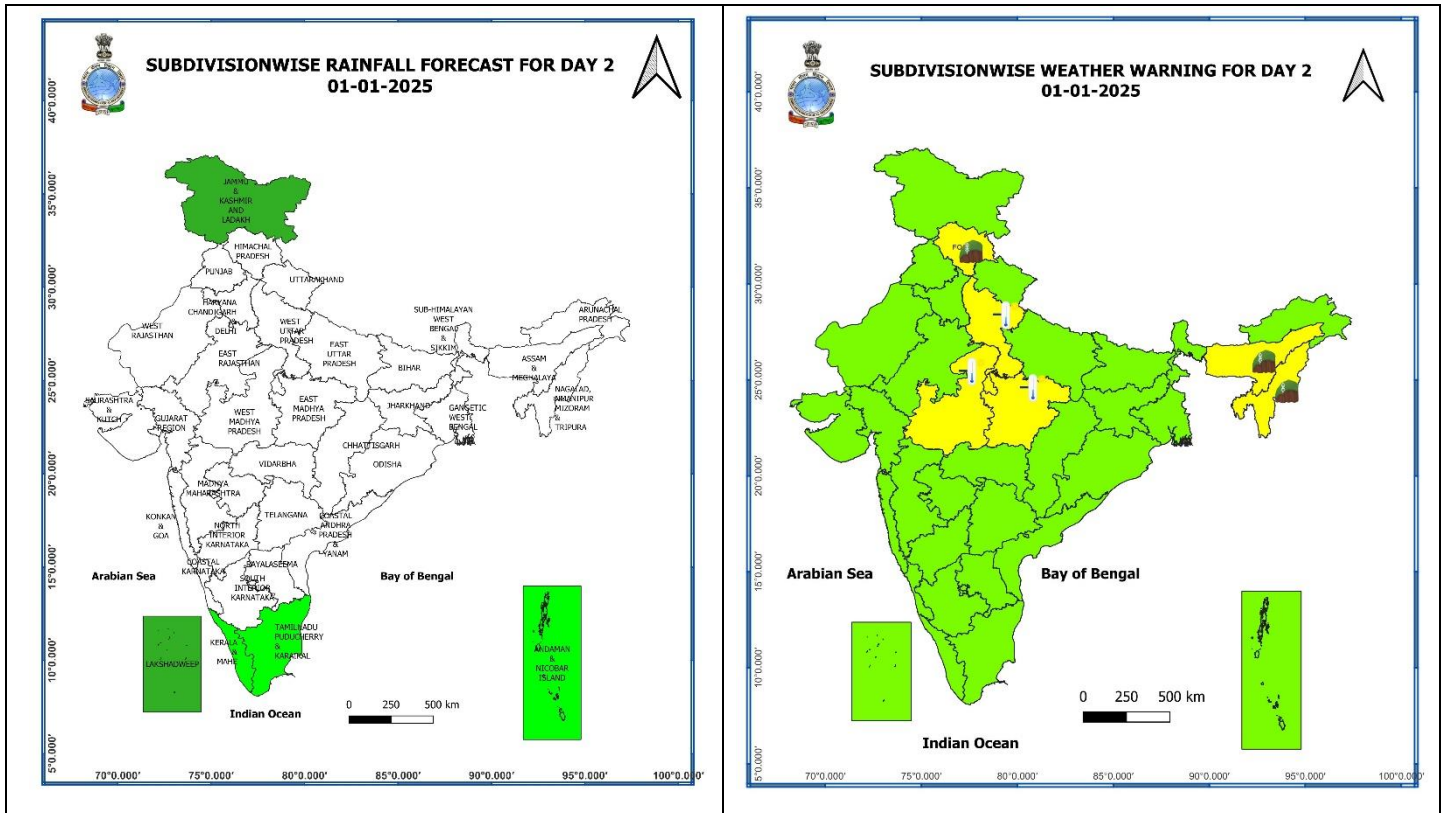 SUBDIVISIONWISE RAINFALL FORECAST FOR DAY 2
01-01-2025
40°0.000'
35°0.000'
30°0.000'
25°0.000'
20°0.000'
15°0.000'
10°0.000'
5°0.000'
JAMMU
&
KASHMIR
AND
LADAKH
HIMACHAL
PRADESH
PUNJAB
UTTARAKHAND
HARYANA
CHANDIGARH
&
DELHI
WEST
RAJASTHAN
WEST
UTTAR
PRADESH
SUB-HIMALAYAN
WEST
BENGAL
&
SIKKIM
ARUNACHAL
PRADESH
EAST
RAJASTHAN
EAST
UTTAR
PRADESH
BIHAR
ASSAM
&
MEGHALAYA
SAURASHTRA
&
KUTCH
GUJARAT
REGION
WEST
MADHYA
PRADESH
EAST
MADHYA
PRADESH
JHARKHAND
GANGETIC
WEST
BENGAL
NAGALAD,
MANIPUR
MIZORAM
&
TRIPURA
CHHATTISGARH
VIDARBHA
ODISHA
MADHYA
MAHARASHTRA
KONKAN
&
GOA
NORTH
INTERIOR
KARNATAKA
TELANGANA
COASTAL
ANDHRA
PRADESH
&
YANAM
COASTAL
KARNATAKA
RAYALASEEMA
SOUTH
INTERIOR
KARNATAKA
Arabian Sea
Bay of Bengal
LAKSHADWEEP
KERALA
&
MAHE
TAMILNADU
PUDUCHERRY
&
KARAIKAL
ANDAMAN
&
NICOBAR
ISLAND
Indian Ocean
0 250 500 km
70°0.000' 75°0.000' 80°0.000' 85°0.000' 90°0.000' 95°0.000' 100°0.000'
SUBDIVISIONWISE WEATHER WARNING FOR DAY 2
01-01-2025
40°0.000'
35°0.000'
30°0.000'
25°0.000'
20°0.000'
15°0.000'
10°0.000'
5°0.000'
Arabian Sea
Bay of Bengal
0 250 500 km
Indian Ocean
70°0.000' 75°0.000' 80°0.000' 85°0.000' 90°0.000' 95°0.000' 100°0.000'